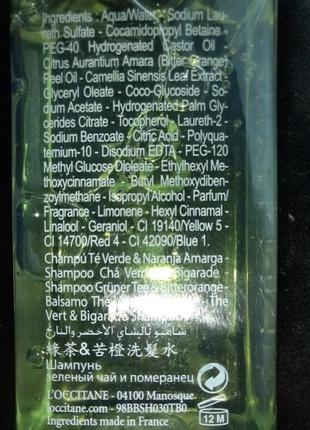 Ingredients : Aqua/Water - Sodium Lau-
reth Sulfate - Cocamidopropyl Betaine -
PEG-40 Hydrogenated Castor Oil
Citrus Aurantium Amara (Bitter Orange)
Peel Oil - Camellia Sinensis Leaf Extract -
Glyceryl Oleate - Coco-Glucoside - So-
dium Acetate - Hydrogenated Palm Gly-
cerides Citrate - Tocopherol - Laureth-2 -
Sodium Benzoate - Citric Acid - Polyqua-
ternium-10 - Disodium EDTA - PEG-120
Methyl Glucose Dioleate - Ethylhexyl Me-
thoxycinnamate - Butyl Methoxydiben-
zoylmethane - Isopropyl Alcohol - Parfum/
Fragrance - Limonene - Hexyl Cinnamal -
Linalool - Geraniol - CI 19140/Yellow 5 -
CI 14700/Red 4 - CI 42090/Blue 1.
Champú Té Verde & Naranja Amarga -
Shampoo Chá Verde & Bigarade -
Shampoo Grüner Tee & Bitterorange -
Balsamo Thé
Vert & Bigarade Shampoo
شامبو بالشاي الأخضر والنارنج
綠茶&苦橙洗髮水
Шампунь
зеленый чай и померанец
L'OCCITANE - 04100 Manosque
loccitane.com - 98BBSH030TB0
Ingredients made in France
12 M